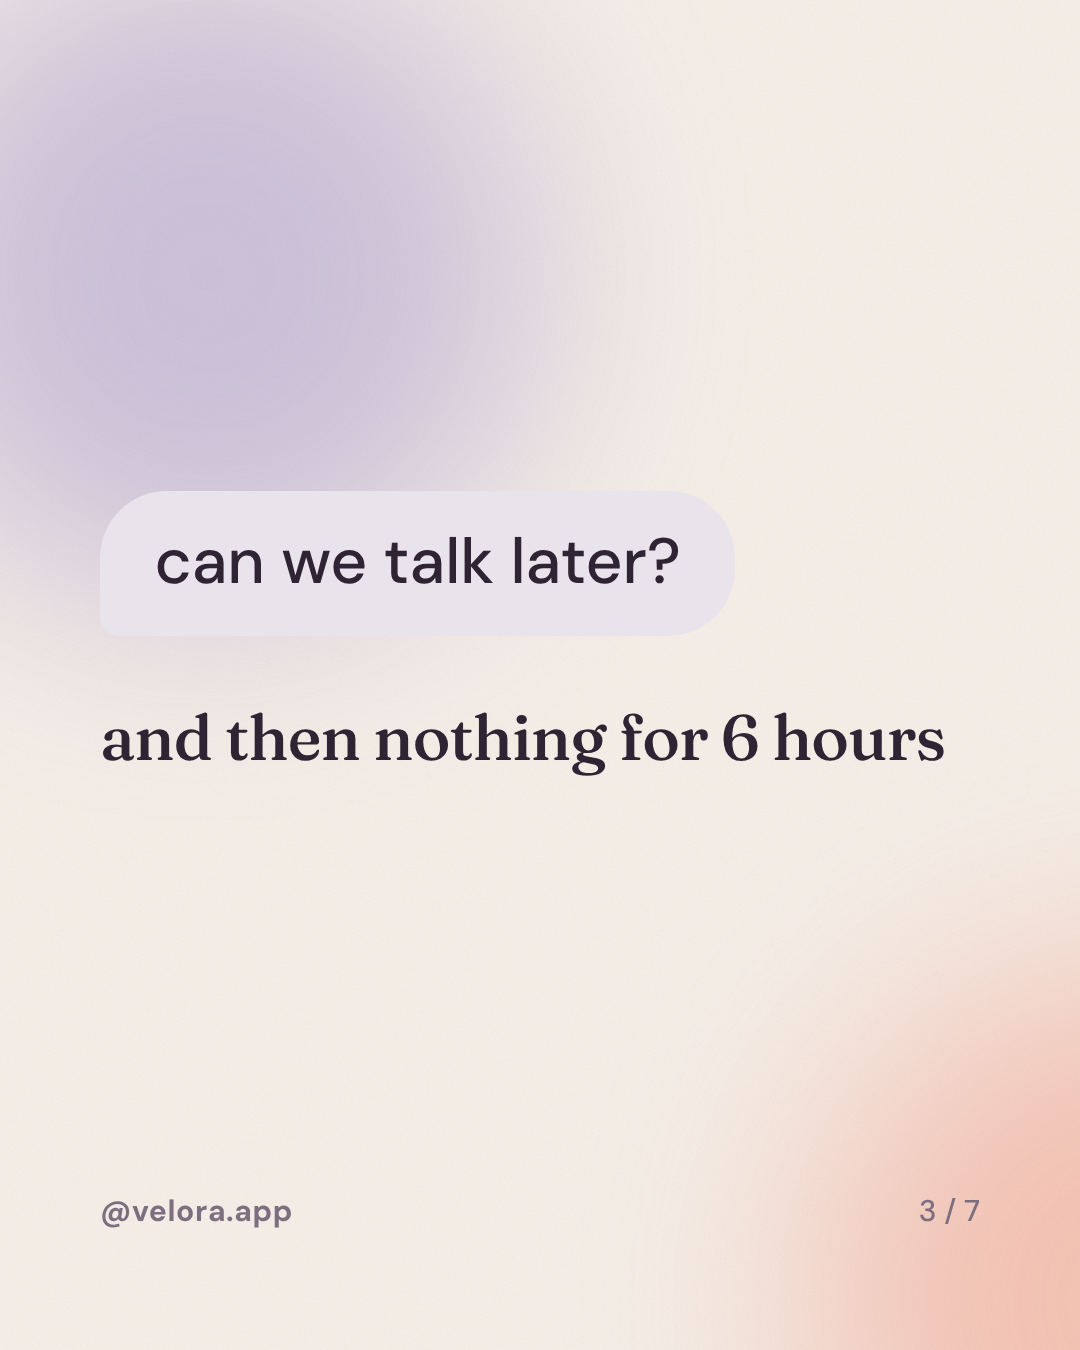 can we talk later?
and then nothing for 6 hours
@velora.app
3 / 7